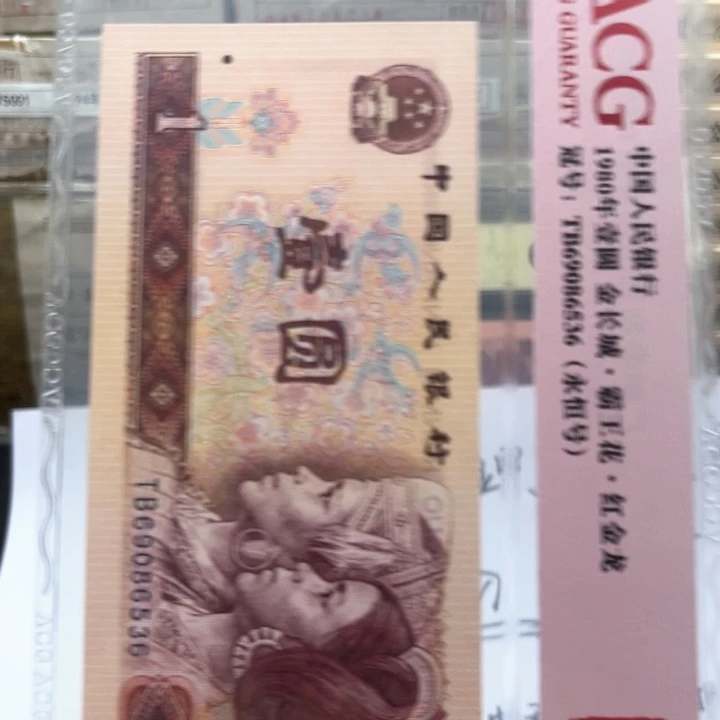 中国人民银行
壹圆
1
TB69086536
ACG
GUARANTY
中国人民银行
1980年 壹圆 金长城·霸王花·红金龙
冠号：TB69086536（永恒号）